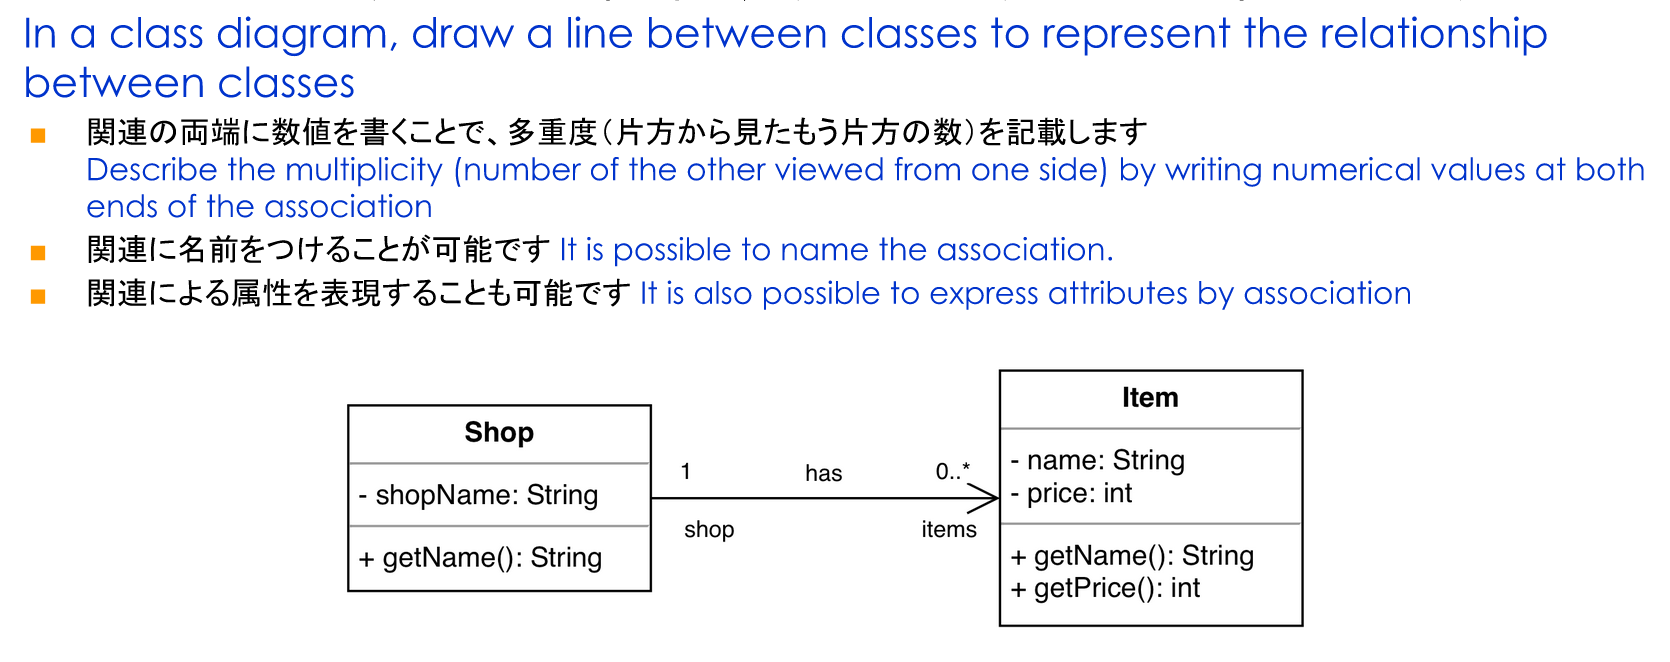 In a class diagram, draw a line between classes to represent the relationship
between classes
関連の両端に数値を書くことで、多重度（片方から見たもう片方の数）を記載します
Describe the multiplicity (number of the other viewed from one side) by writing numerical values at both
ends of the association
関連に名前をつけることが可能です It is possible to name the association.
関連による属性を表現することも可能です It is also possible to express attributes by association
Shop
- shopName: String
+ getName(): String
1
has
0..*
shop
items
Item
- name: String
- price: int
+ getName(): String
+ getPrice(): int